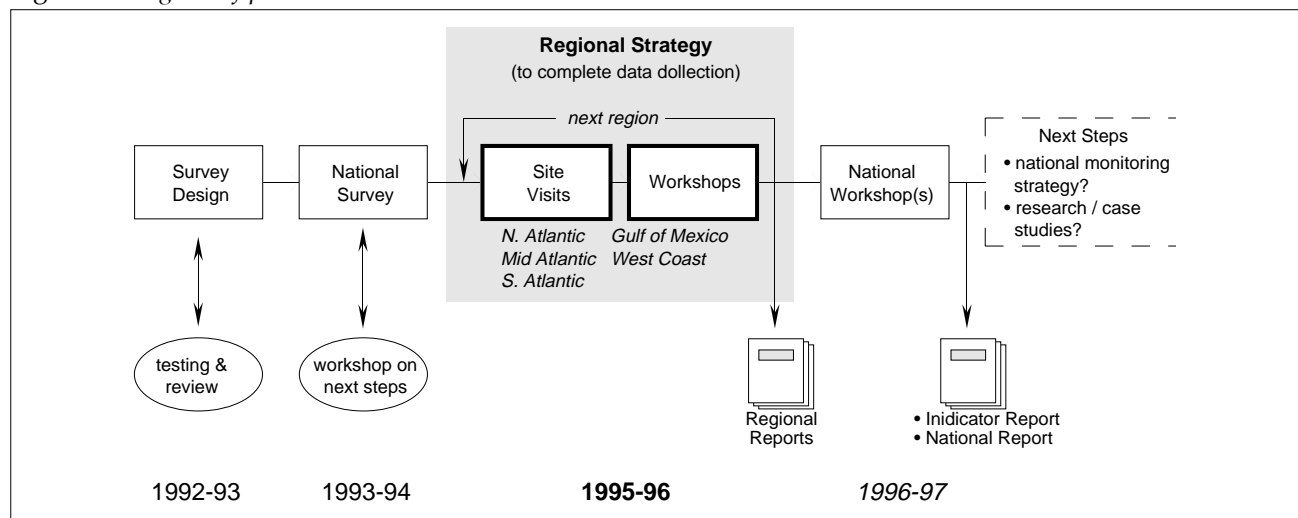 Regional Strategy
(to complete data dollection)
next region
Survey
Design
National
Survey
Site
Visits
Workshops
National
Workshop(s)
Next Steps
• national monitoring
strategy?
• research / case
studies?
N. Atlantic
Mid Atlantic
S. Atlantic
Gulf of Mexico
West Coast
testing &
review
workshop on
next steps
Regional
Reports
• Inidicator Report
• National Report
1992-93
1993-94
1995-96
1996-97